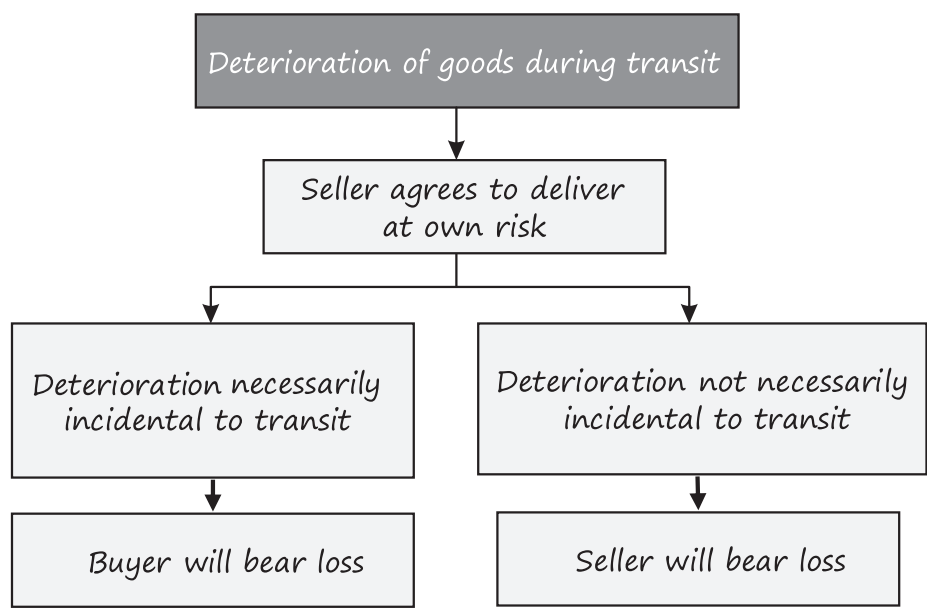 Deterioration of goods during transit
Seller agrees to deliver
at own risk
Deterioration necessarily
incidental to transit
Deterioration not necessarily
incidental to transit
Buyer will bear loss
Seller will bear loss